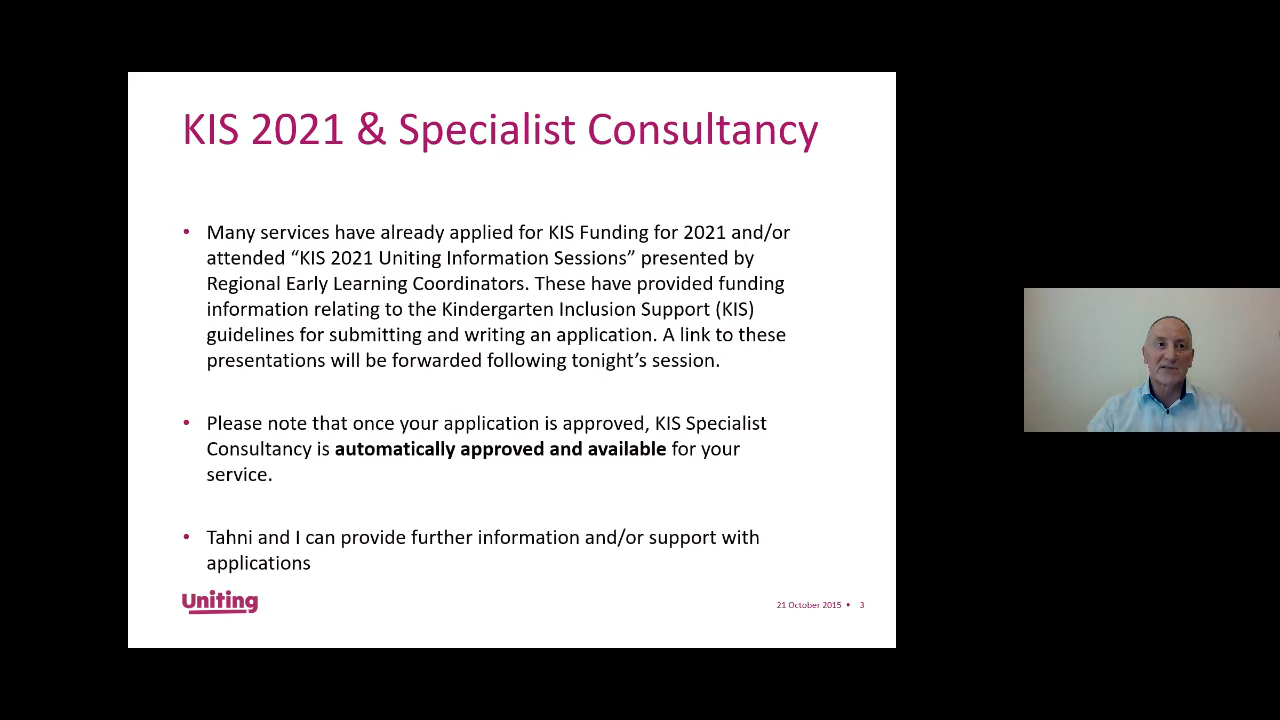 KIS 2021 & Specialist Consultancy
• Many services have already applied for KIS Funding for 2021 and/or
attended “KIS 2021 Uniting Information Sessions” presented by
Regional Early Learning Coordinators. These have provided funding
information relating to the Kindergarten Inclusion Support (KIS)
guidelines for submitting and writing an application. A link to these
presentations will be forwarded following tonight’s session.
• Please note that once your application is approved, KIS Specialist
Consultancy is automatically approved and available for your
service.
• Tahni and I can provide further information and/or support with
applications
Uniting
21 October 2015 • 3